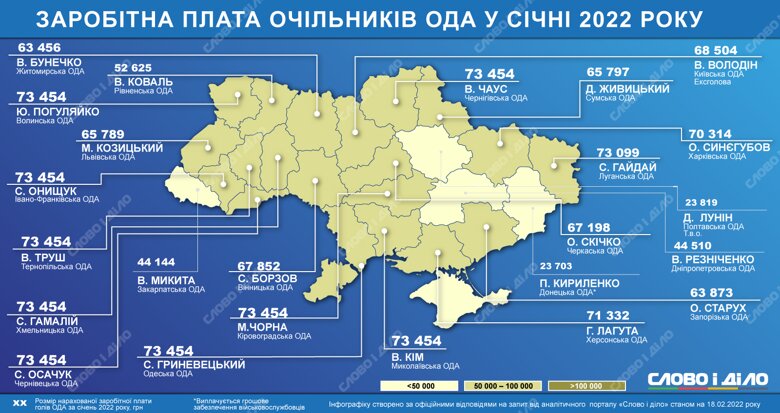 ЗАРОБІТНА ПЛАТА ОЧІЛЬНИКІВ ОДА У СІЧНІ 2022 РОКУ
63 456
В. БУНЕЧКО
Житомирська ОДА
52 625
В. КОВАЛЬ
Рівненська ОДА
73 454
Ю. ПОГУЛЯЙКО
Волинська ОДА
65 789
М. КОЗИЦЬКИЙ
Львівська ОДА
73 454
С. ОНИЩУК
Івано-Франківська ОДА
73 454
В. ТРУШ
Тернопільська ОДА
44 144
В. МИКИТА
Закарпатська ОДА
73 454
С. ГАМАЛІЙ
Хмельницька ОДА
73 454
С. ОСАЧУК
Чернівецька ОДА
67 852
С. БОРЗОВ
Вінницька ОДА
73 454
М.ЧОРНА
Кіровоградська ОДА
73 454
С. ГРИНЕВЕЦЬКИЙ
Одеська ОДА
73 454
В. КІМ
Миколаївська ОДА
73 454
В. ЧАУС
Чернігівська ОДА
65 797
Д. ЖИВИЦЬКИЙ
Сумська ОДА
68 504
В. ВОЛОДІН
Київська ОДА
Ексголова
70 314
О. СИНЄГУБОВ
Харківська ОДА
73 099
С. ГАЙДАЙ
Луганська ОДА
23 819
Д. ЛУНІН
Полтавська ОДА
Т.в.о.
67 198
О. СКІЧКО
Черкаська ОДА
44 510
В. РЕЗНІЧЕНКО
Дніпропетровська ОДА
23 703
П. КИРИЛЕНКО
Донецька ОДА*
63 873
О. СТАРУХ
Запорізька ОДА
71 332
Г. ЛАГУТА
Херсонська ОДА
<50 000
50 000 – 100 000
>100 000
СЛОВО і ДІЛО
XX
Розмір нарахованої заробітної плати
голів ОДА за січень 2022 року, грн
*Виплачується грошове
забезпечення військовослужбовців
Інфографіку створено за офіційними відповідями на запит від аналітичного порталу «Слово і діло» станом на 18.02.2022 року